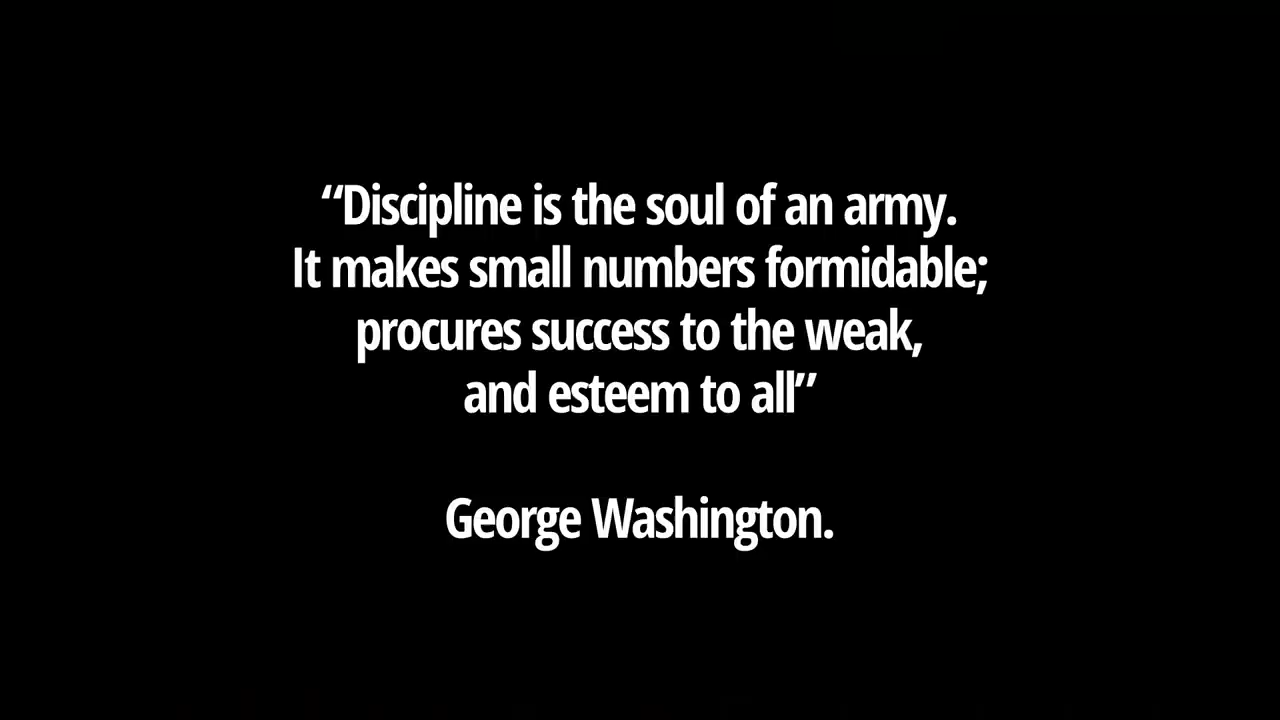 “Discipline is the soul of an army.
It makes small numbers formidable;
procures success to the weak,
and esteem to all”
George Washington.